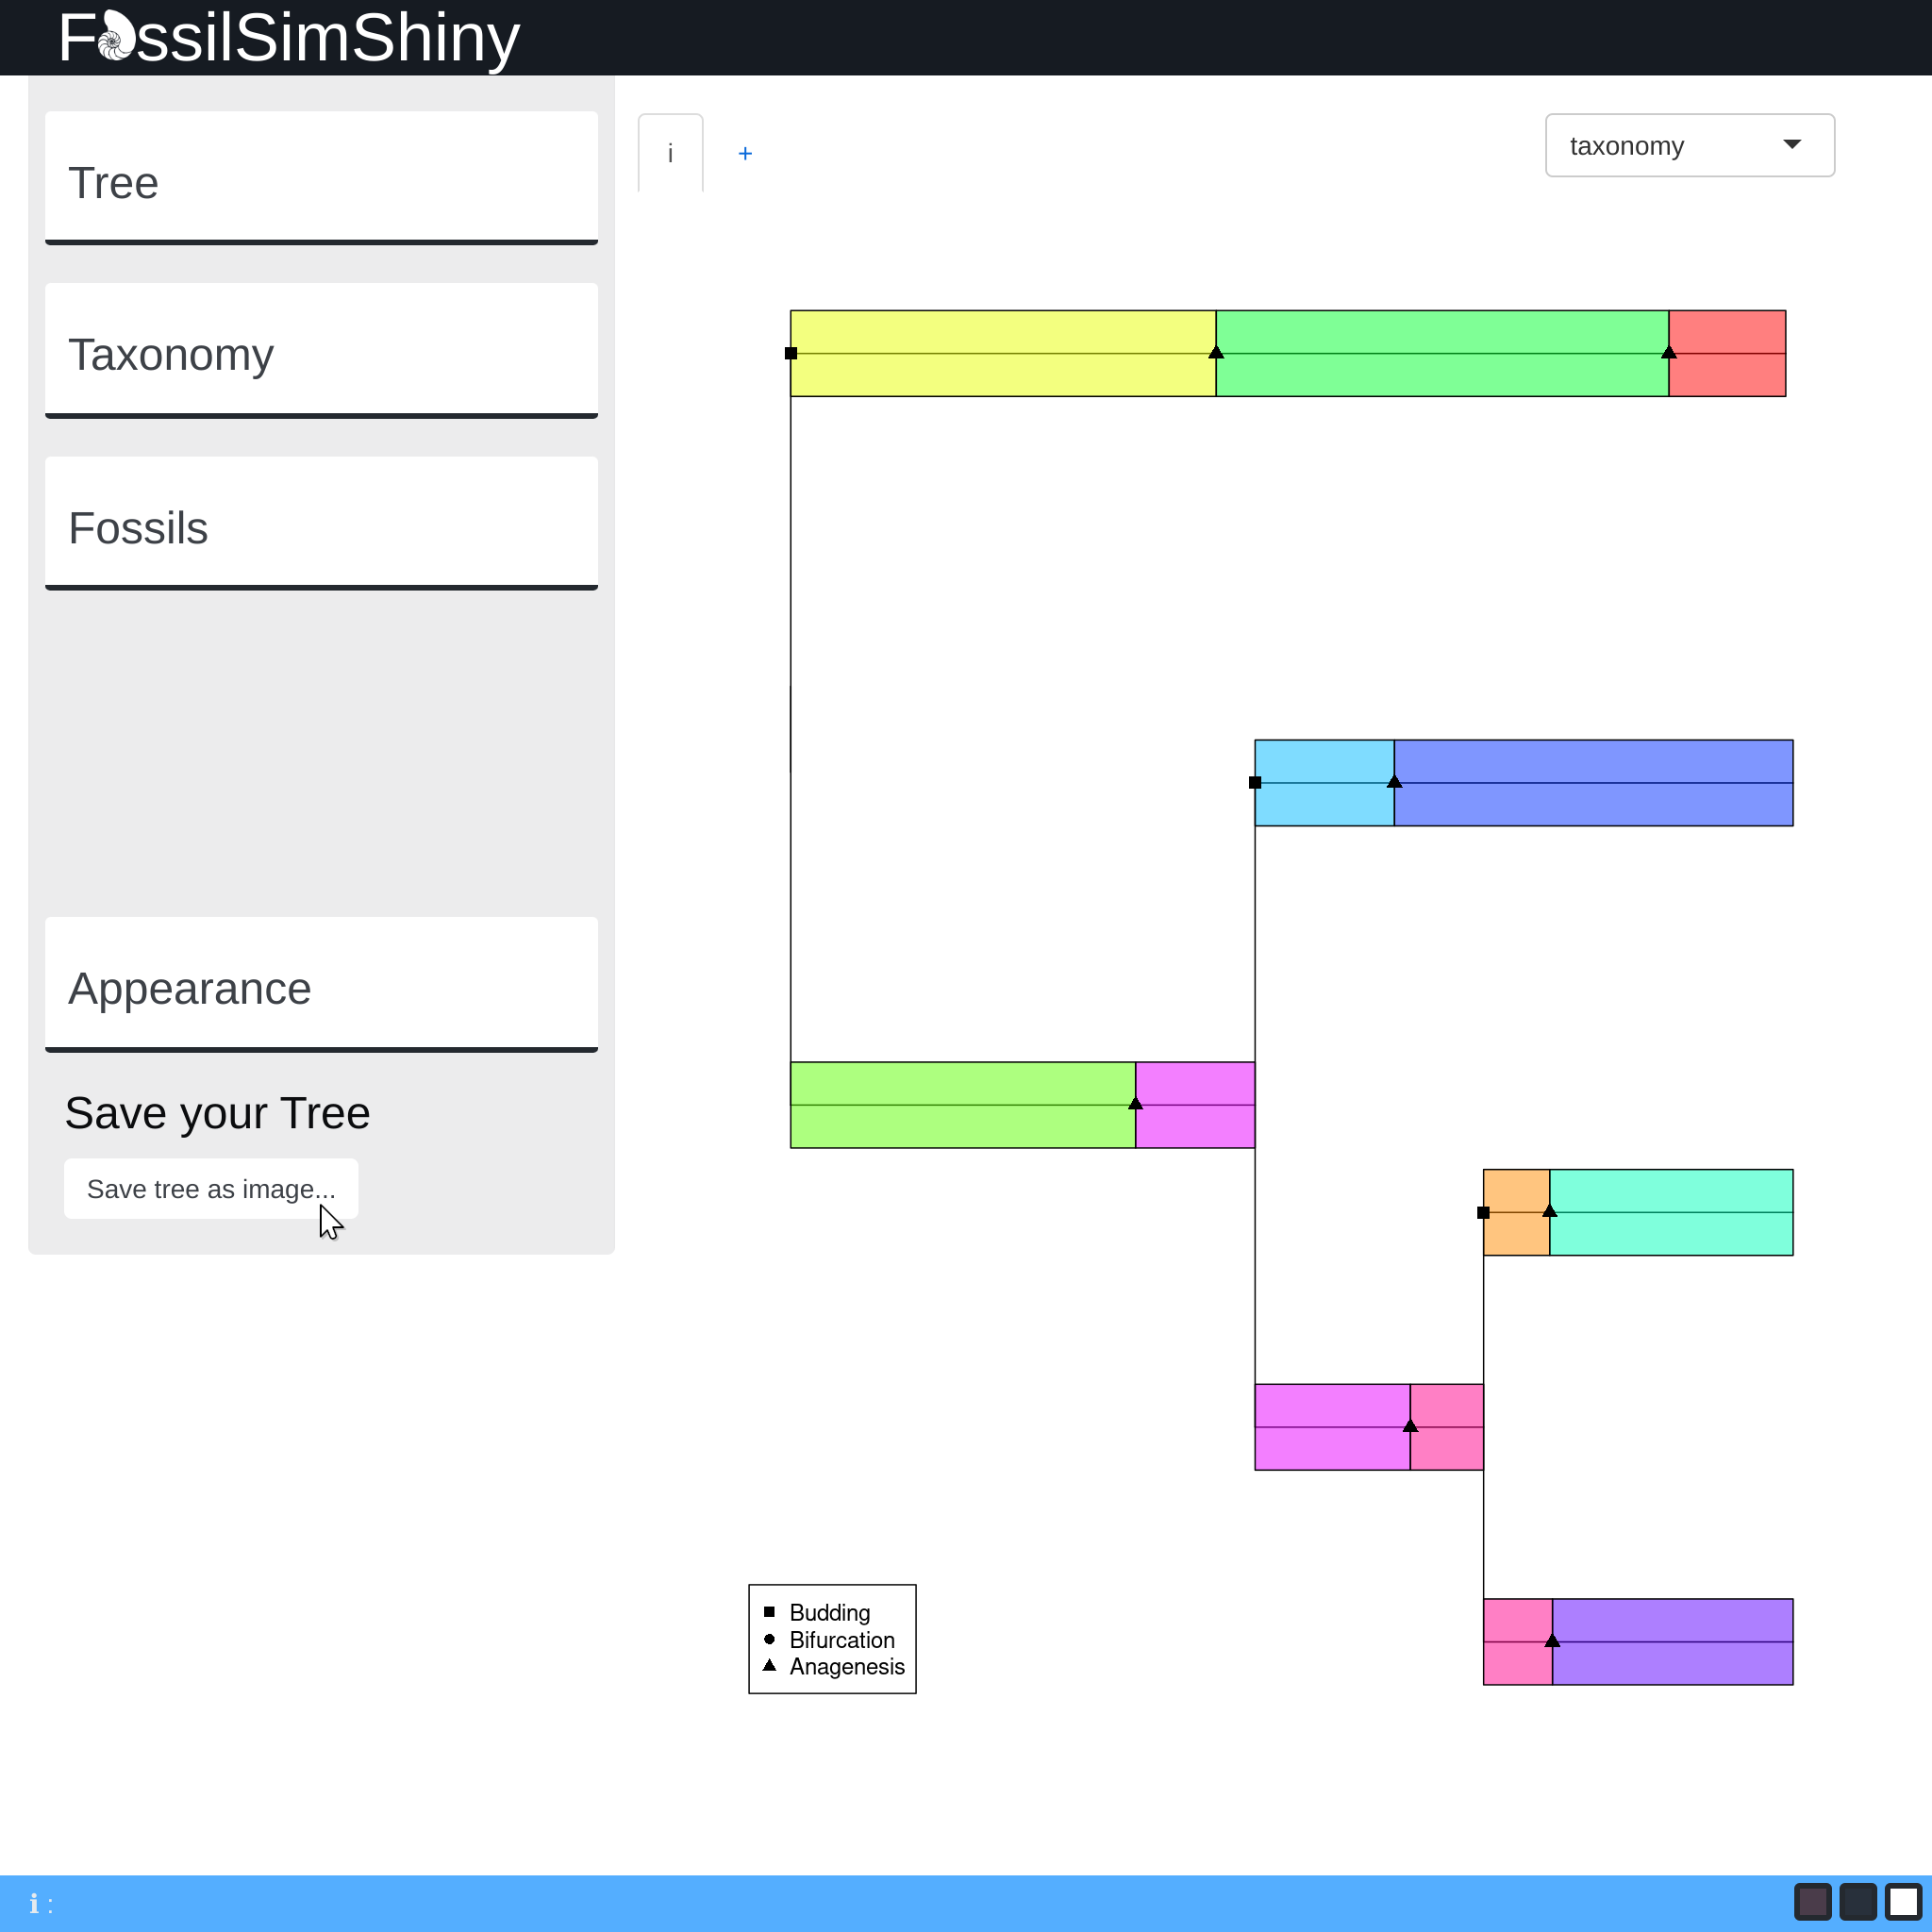 FossilSimShiny
Tree
Taxonomy
Fossils
Appearance
Save your Tree
Save tree as image...
i
+
taxonomy
Budding
Bifurcation
Anagenesis
i :